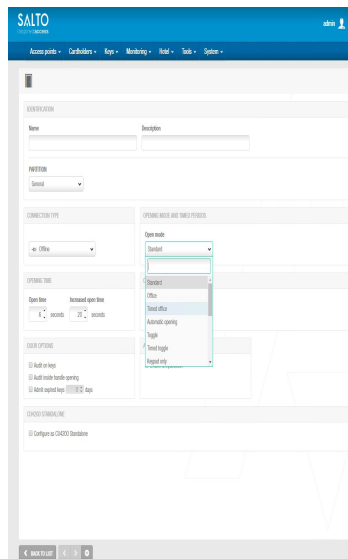 SALTO
inspiredaccess
admin
Access points Cardholders Keys Monitoring Hotel Tools System
IDENTIFICATION
Name Description
PARTITION
General
CONNECTION TYPE OPENING MODE AND TIMED PERIODS
Open mode
Offline Standard
OPENING TIME
Standard
Open time Increased open time
Office
6 seconds 20 seconds
Timed office
Automatic opening
Toggle
DOOR OPTIONS
Timed toggle
Audit on keys
Keypad only
Audit inside handle opening
Admit expired keys days
CU4200 STANDALONE
Configure as CU4200 Standalone
BACK TO LIST